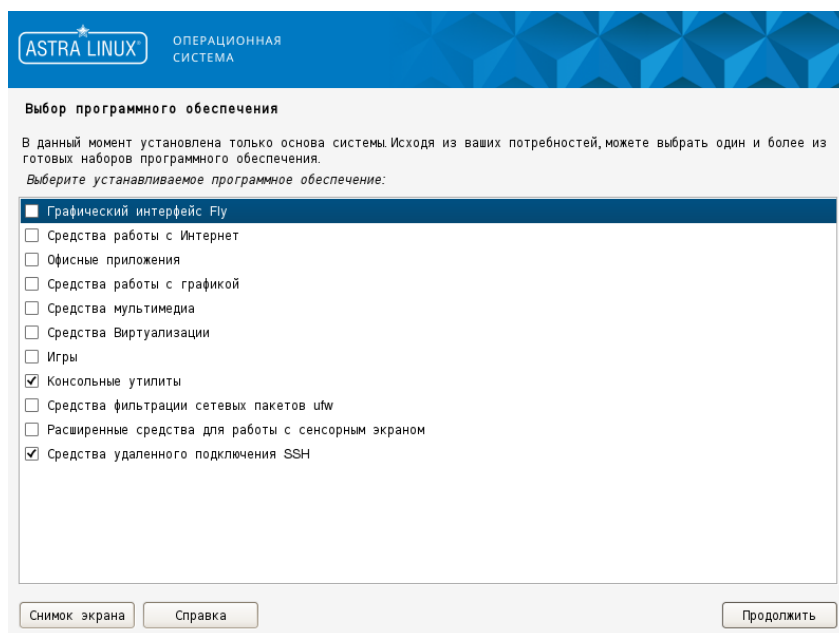 ASTRA LINUX®
ОПЕРАЦИОННАЯ
СИСТЕМА
Выбор программного обеспечения
В данный момент установлена только основа системы. Исходя из ваших потребностей, можете выбрать один и более из
готовых наборов программного обеспечения.
Выберите устанавливаемое программное обеспечение:
Графический интерфейс Fly
Средства работы с Интернет
Офисные приложения
Средства работы с графикой
Средства мультимедиа
Средства Виртуализации
Игры
Консольные утилиты
Средства фильтрации сетевых пакетов ufw
Расширенные средства для работы с сенсорным экраном
Средства удаленного подключения SSH
Снимок экрана
Справка
Продолжить